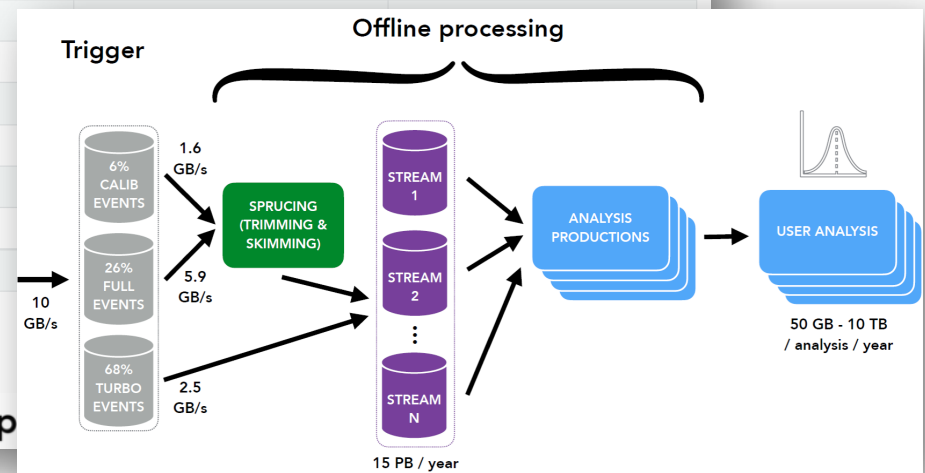 Offline processing
Trigger
1.6
GB/s
6%
CALIB
EVENTS
STREAM
1
SPRUCING
(TRIMMING &
SKIMMING)
ANALYSIS
PRODUCTIONS
USER ANALYSIS
26%
FULL
EVENTS
5.9
GB/s
STREAM
2
10
GB/s
50 GB - 10 TB
/ analysis / year
68%
TURBO
EVENTS
2.5
GB/s
STREAM
N
p
15 PB / year